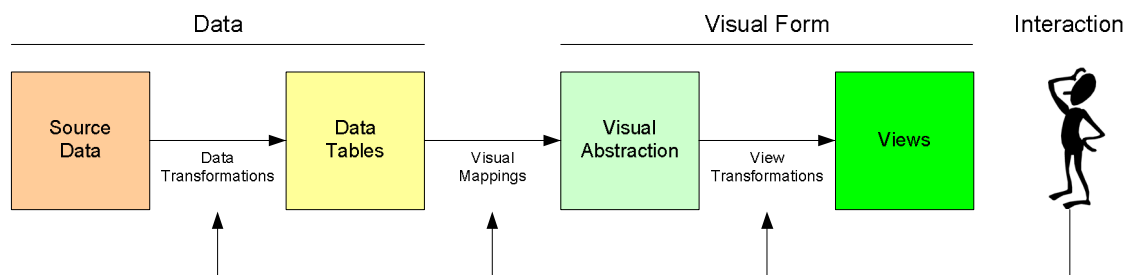 Data
Visual Form
Interaction
Source
Data
Data
Transformations
Data
Tables
Visual
Mappings
Visual
Abstraction
View
Transformations
Views